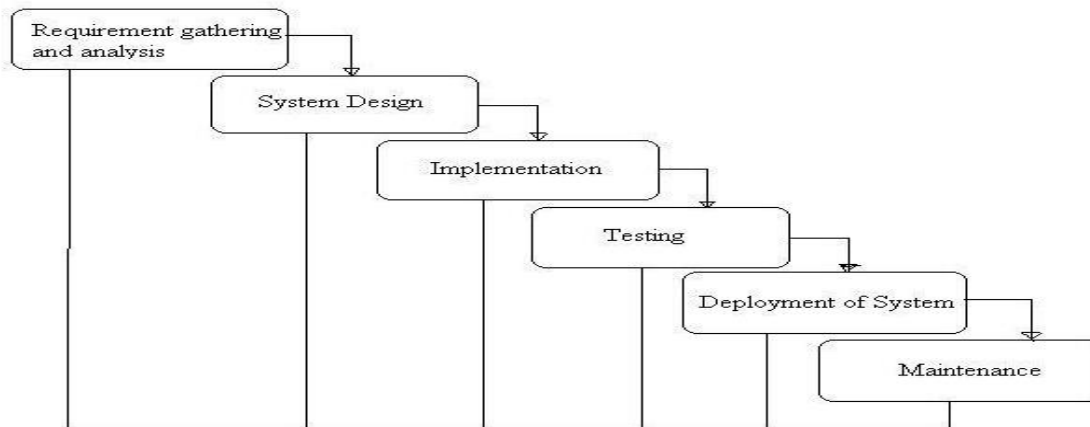 Requirement gathering
and analysis
System Design
Implementation
Testing
Deployment of System
Maintenance